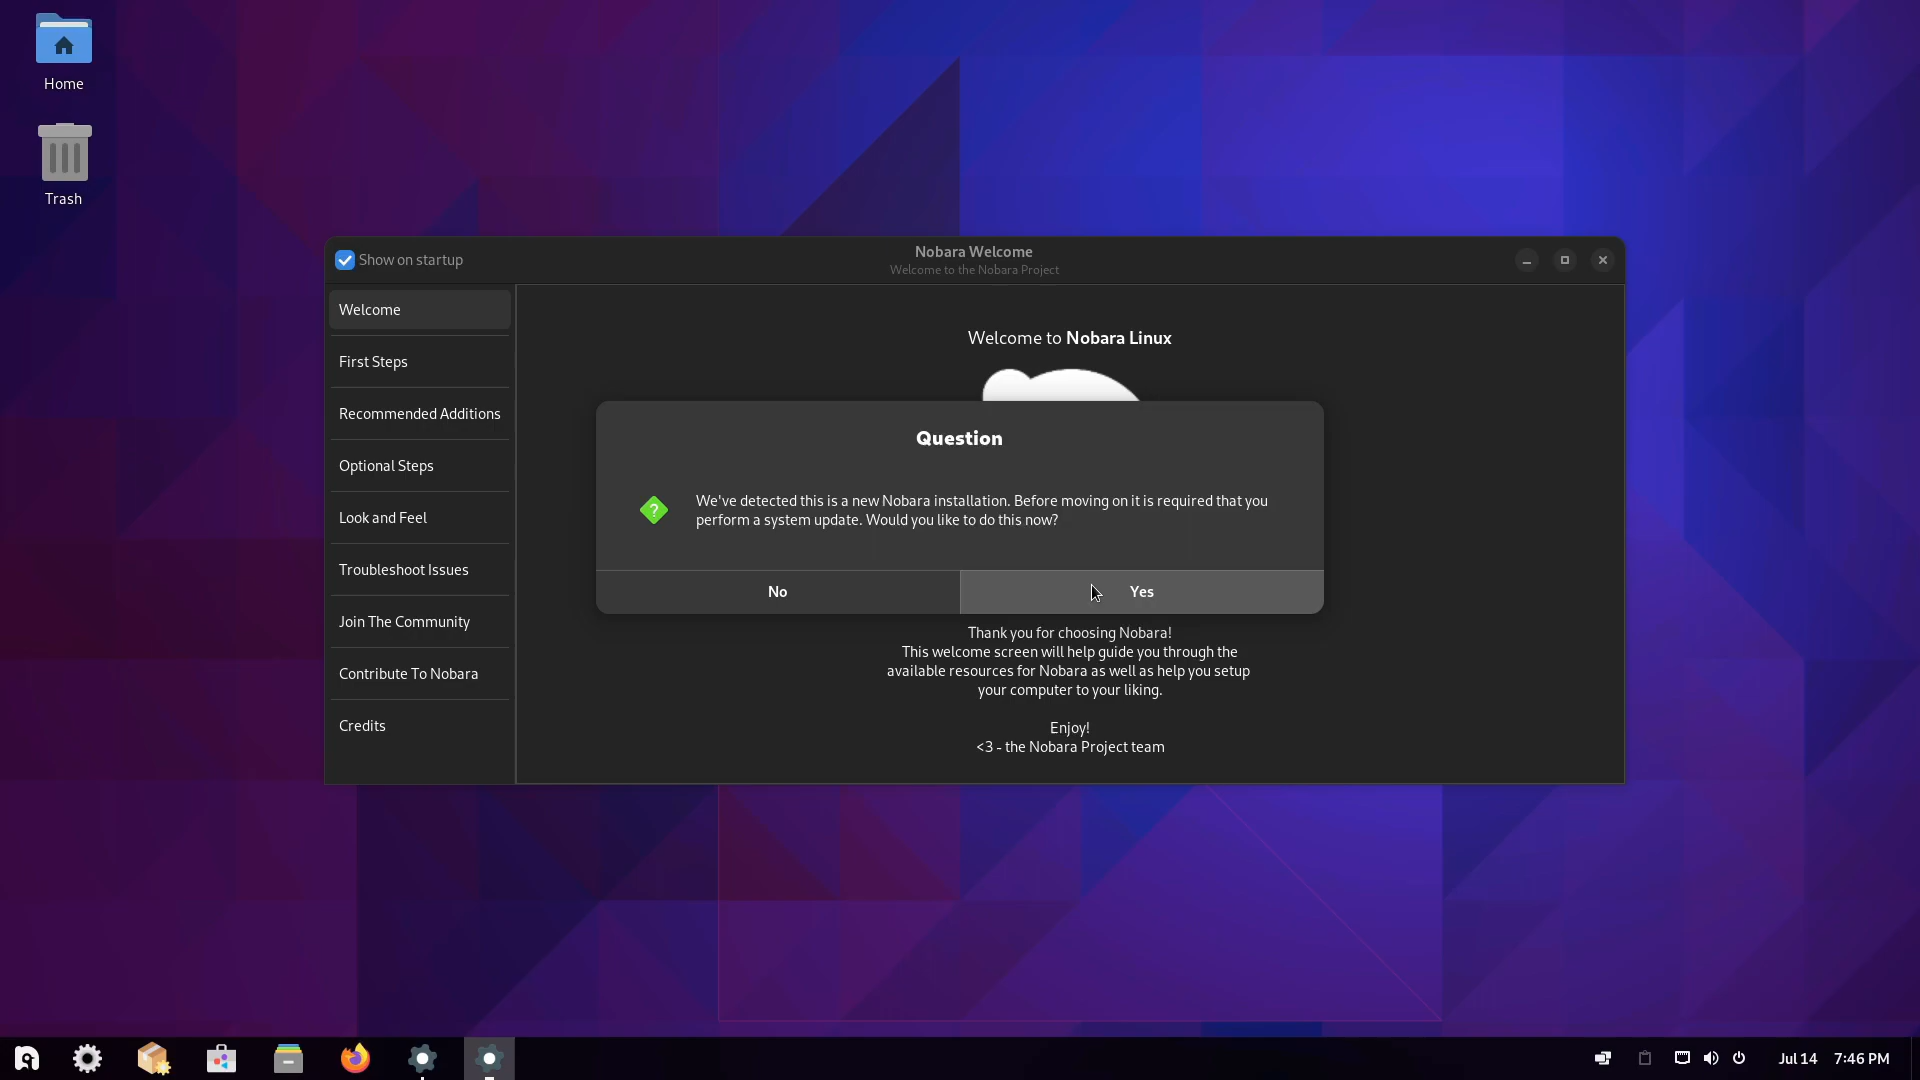 Home
Trash
Show on startup
Nobara Welcome
Welcome to the Nobara Project
Welcome
First Steps
Recommended Additions
Optional Steps
Look and Feel
Troubleshoot Issues
Join The Community
Contribute To Nobara
Credits
Welcome to Nobara Linux
Question
?
We've detected this is a new Nobara installation. Before moving on it is required that you
perform a system update. Would you like to do this now?
No
Yes
Thank you for choosing Nobara!
This welcome screen will help guide you through the
available resources for Nobara as well as help you setup
your computer to your liking.
Enjoy!
<3 - the Nobara Project team
Jul 14 7:46 PM